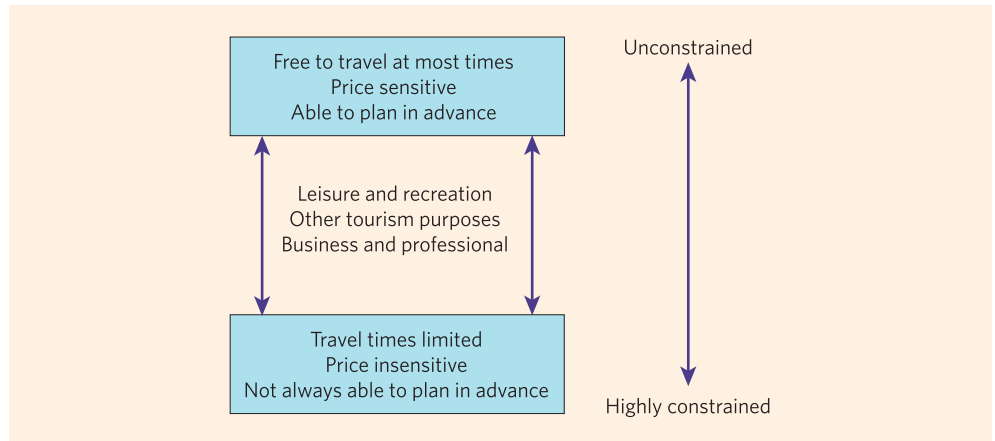 Free to travel at most times
Price sensitive
Able to plan in advance
Unconstrained
Leisure and recreation
Other tourism purposes
Business and professional
Travel times limited
Price insensitive
Not always able to plan in advance
Highly constrained